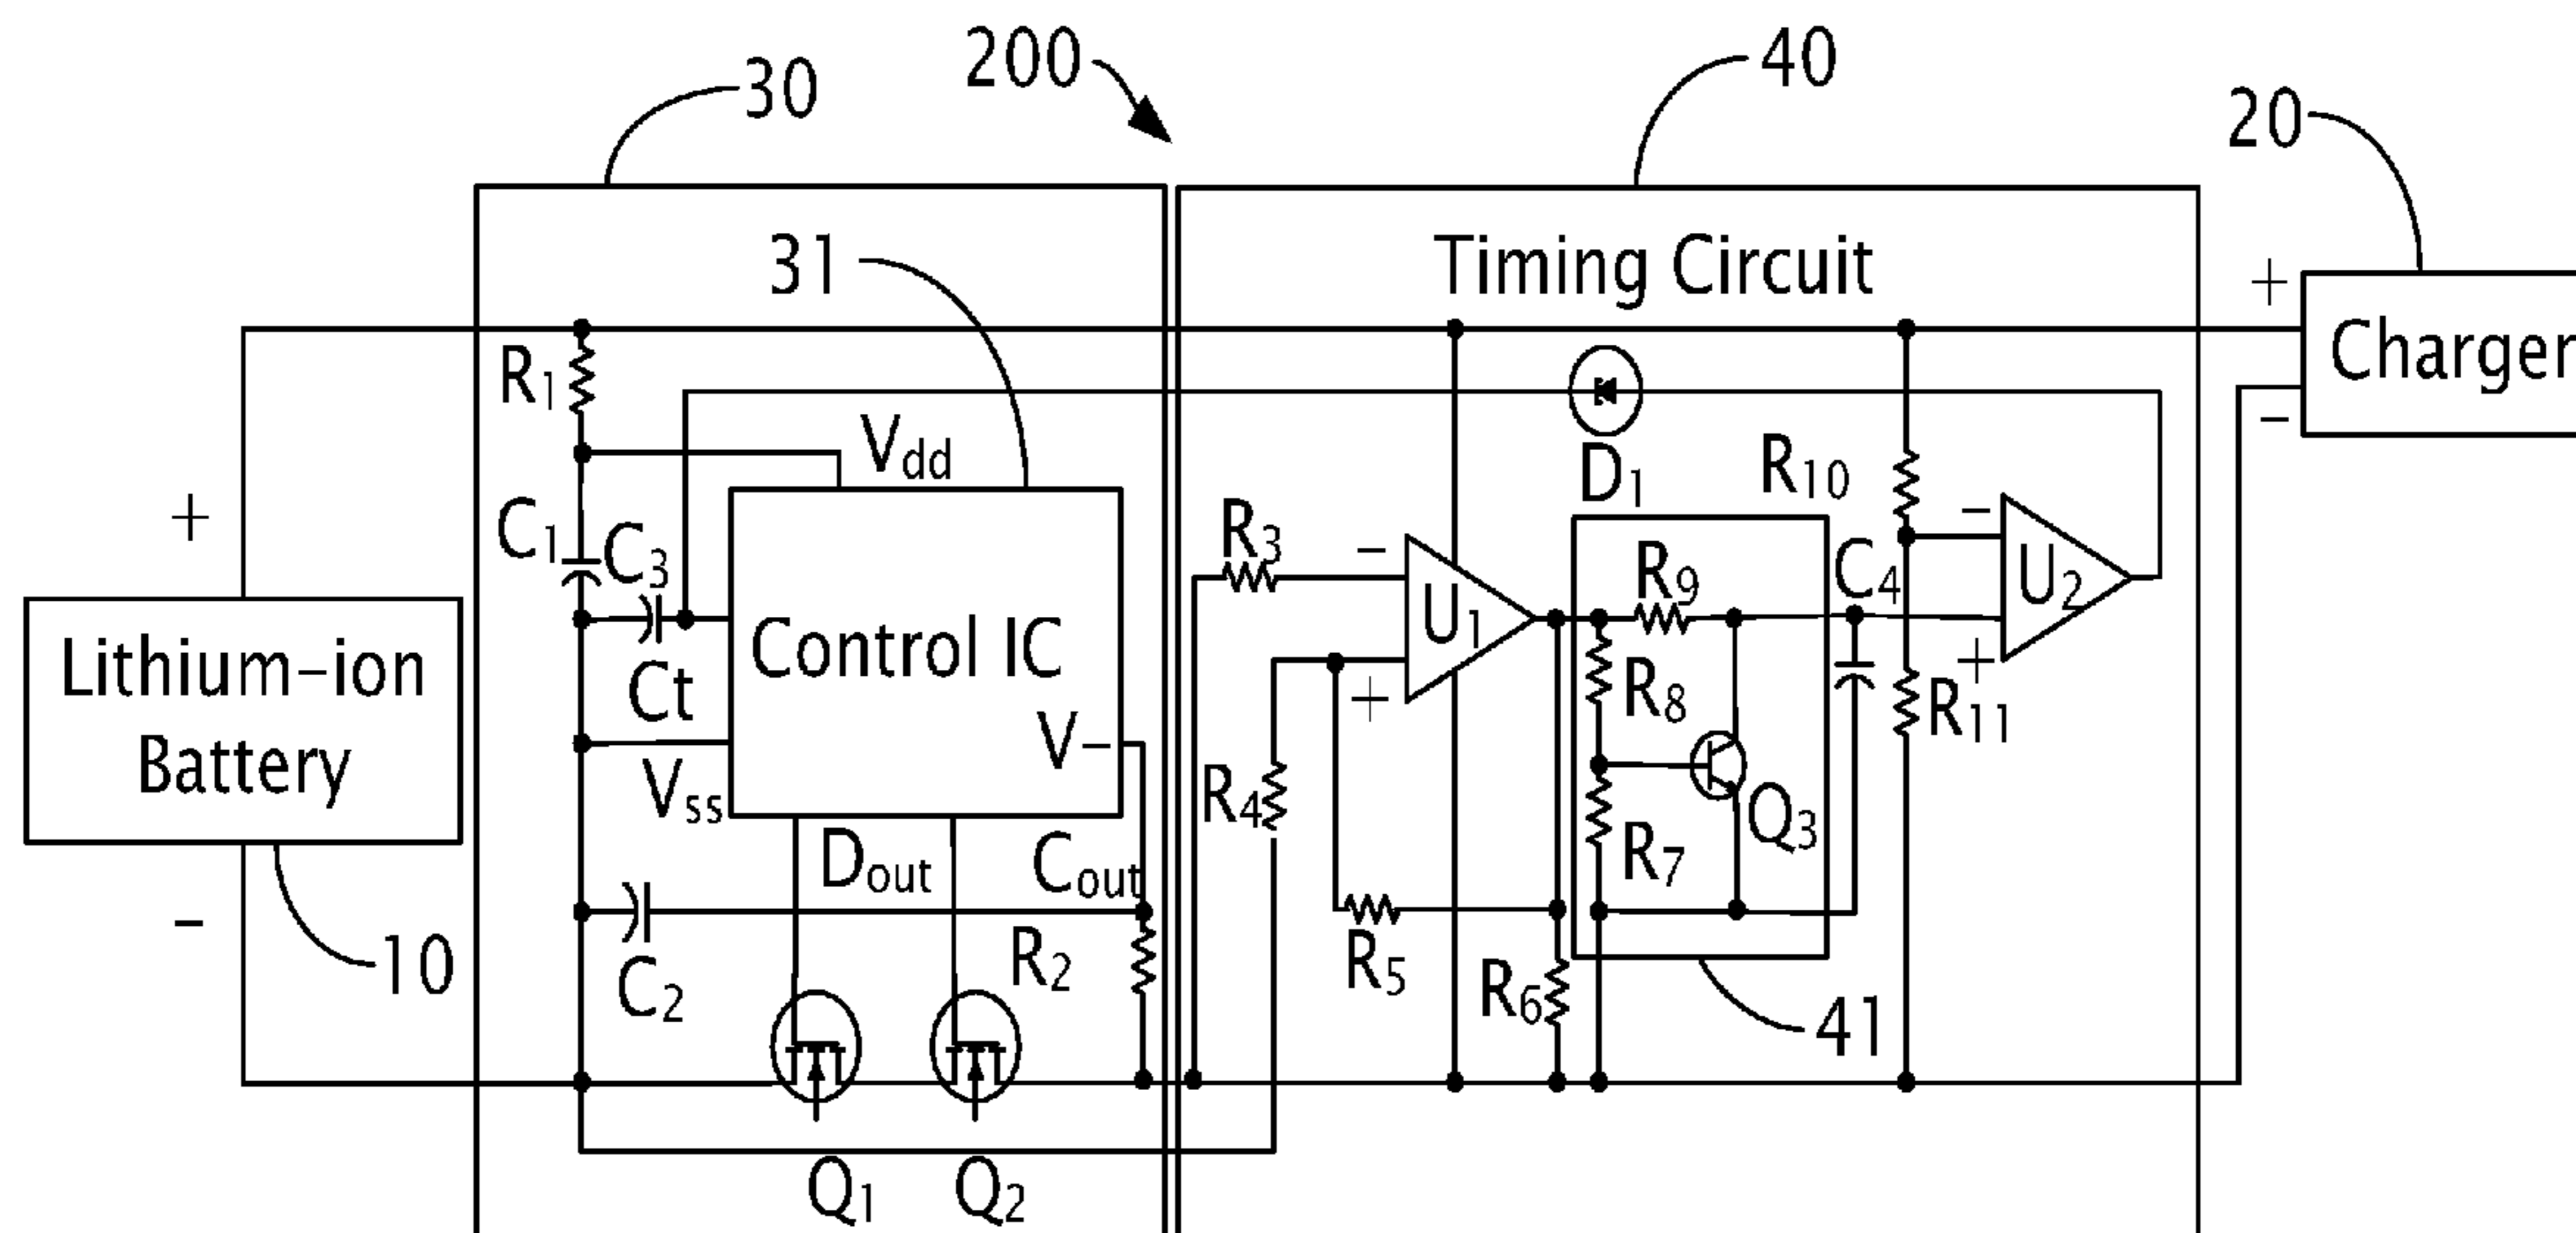 200
30
40
20
31
Timing Circuit
+
Charger
−
R1
Vdd
D1
R10
+
C1
C3
R3
−
R9
C4
−
U2
Lithium-ion
Battery
Control IC
Ct
U1
+
R8
+
R11
V−
Vss
R4
Q3
R7
Dout
Cout
−
10
C2
R2
R5
R6
41
Q1
Q2